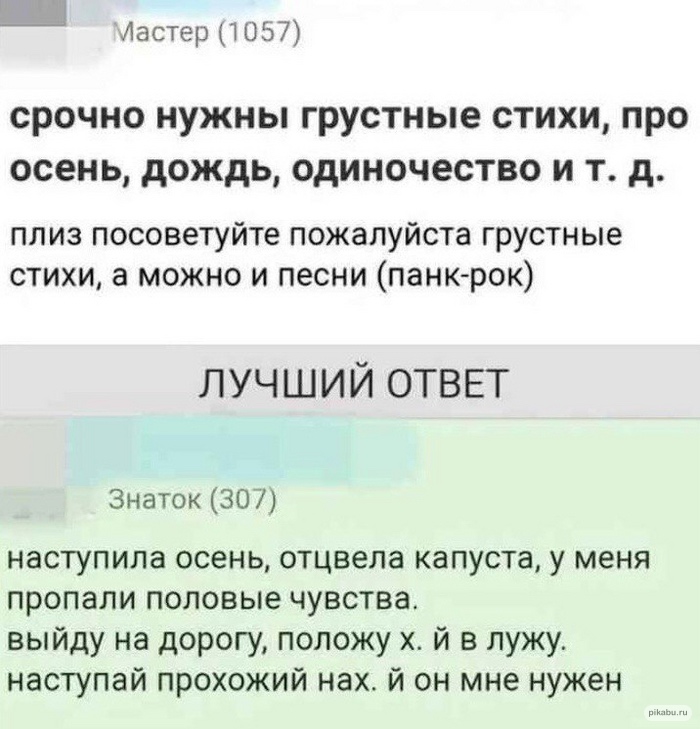 Мастер (1057)
срочно нужны грустные стихи, про
осень, дождь, одиночество и т. д.
плиз посоветуйте пожалуйста грустные
стихи, а можно и песни (панк-рок)
ЛУЧШИЙ ОТВЕТ
Знаток (307)
наступила осень, отцвела капуста, у меня
пропали половые чувства.
выйду на дорогу, положу х. й в лужу.
наступай прохожий нах. й он мне нужен
pikabu.ru